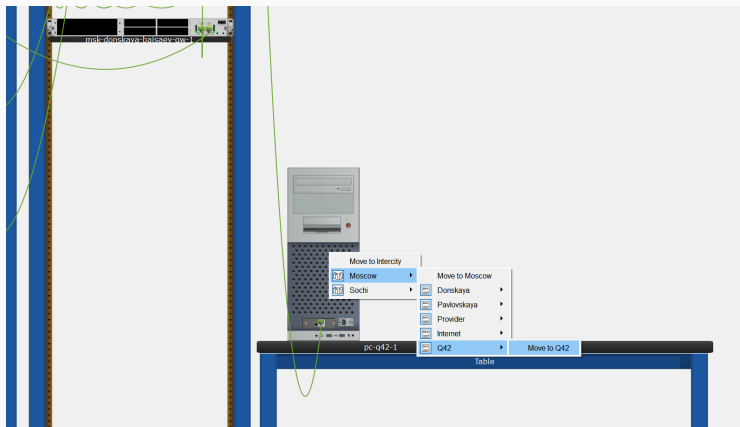 msk-donskaya-baisaev-gw-1
Move to Intercity
Moscow
Sochi
Move to Moscow
Donskaya
Pavlovskaya
Provider
Internet
Q42
Move to Q42
pc-q42-1
Table